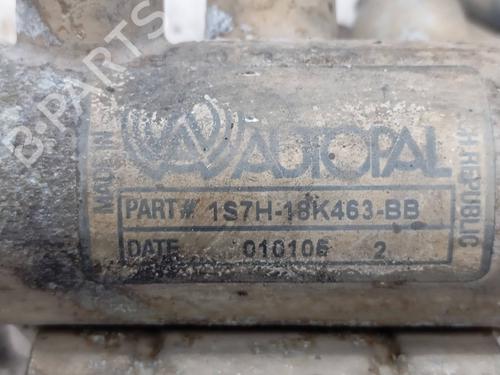 B-PARTS
AUTOPAL
MADE IN
PART# 1S7H-18K463-BB
DATE 010105 2
H REPUBLIC